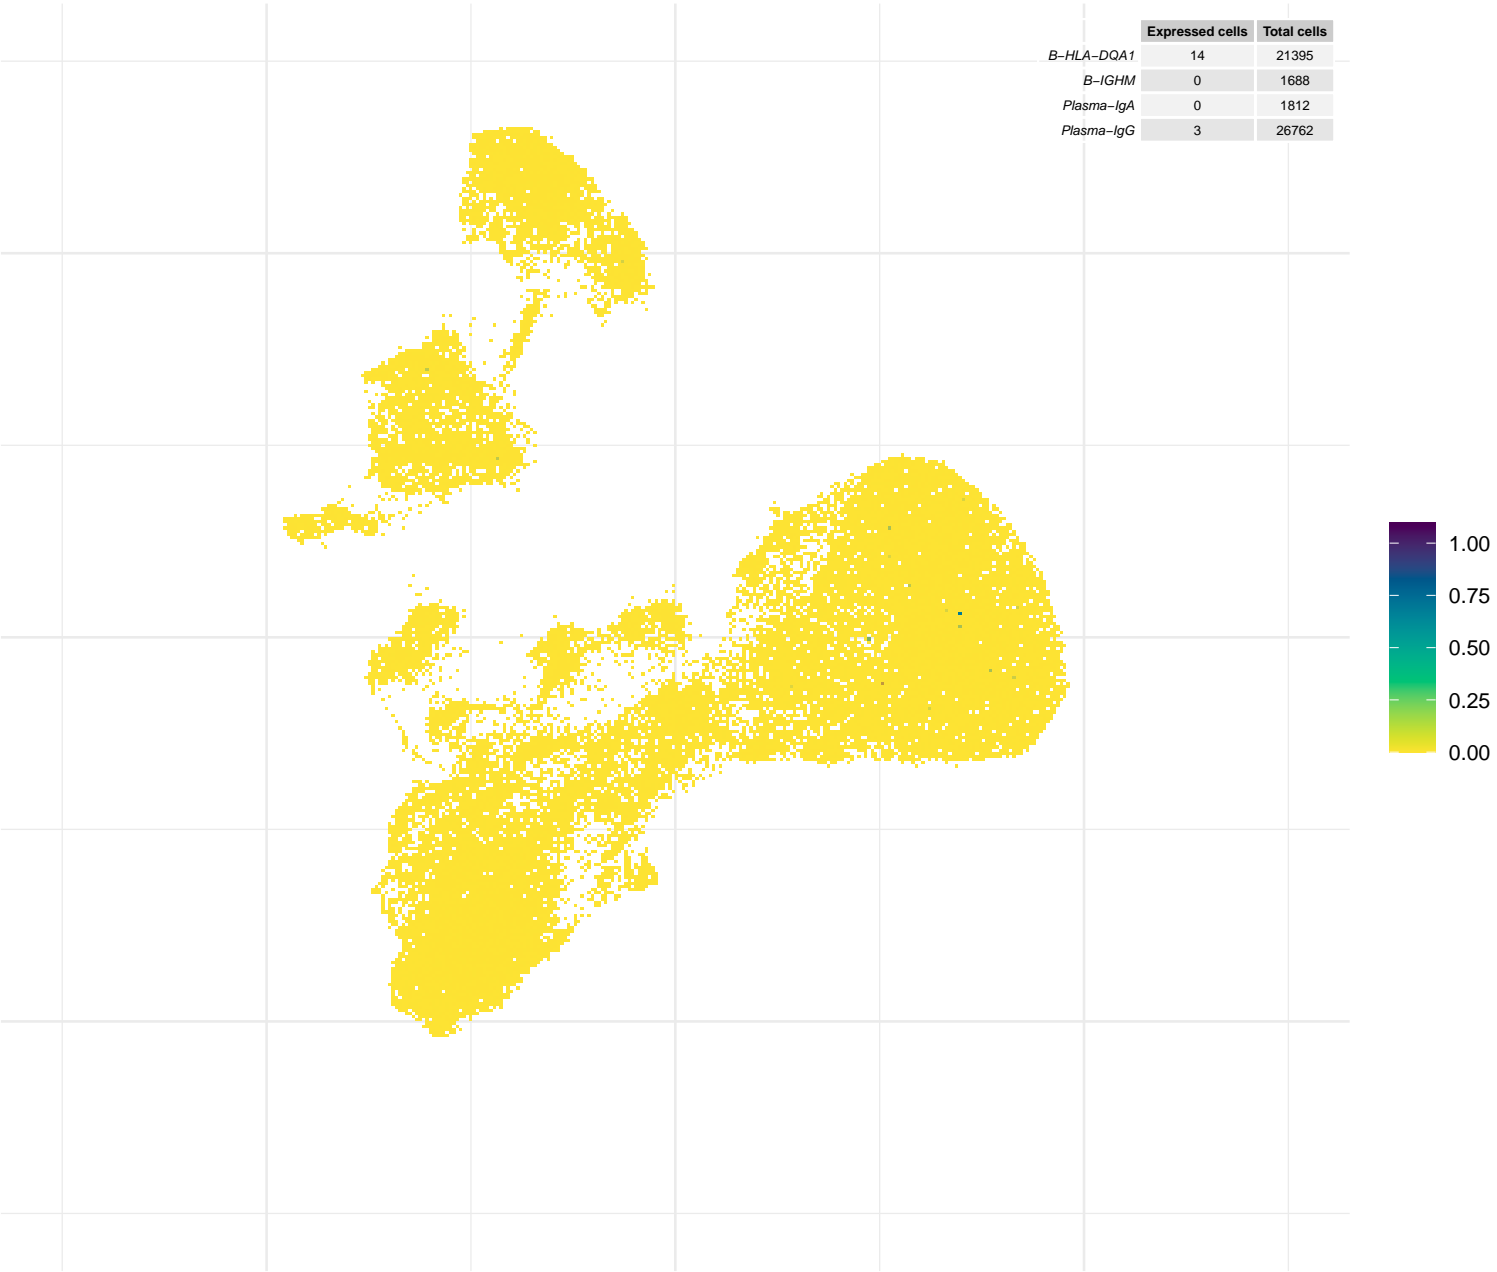 Expressed cells Total cells
B−HLA−DQA1 14 21395
B−IGHM 0 1688
Plasma−IgA 0 1812
Plasma−IgG 3 26762
1.00
0.75
0.50
0.25
0.00